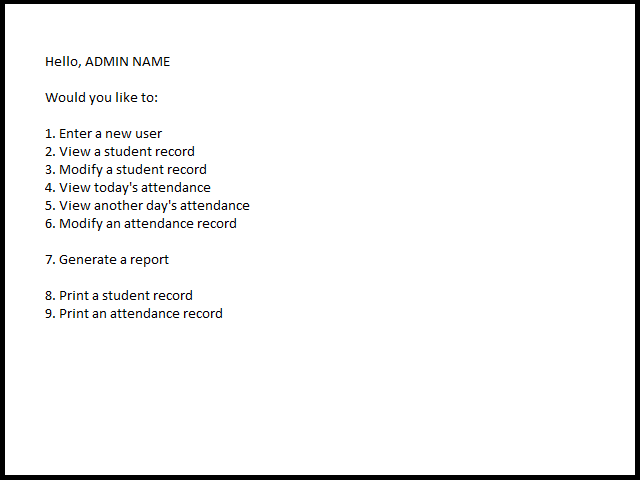 Hello, ADMIN NAME
Would you like to:
1. Enter a new user
2. View a student record
3. Modify a student record
4. View today's attendance
5. View another day's attendance
6. Modify an attendance record
7. Generate a report
8. Print a student record
9. Print an attendance record